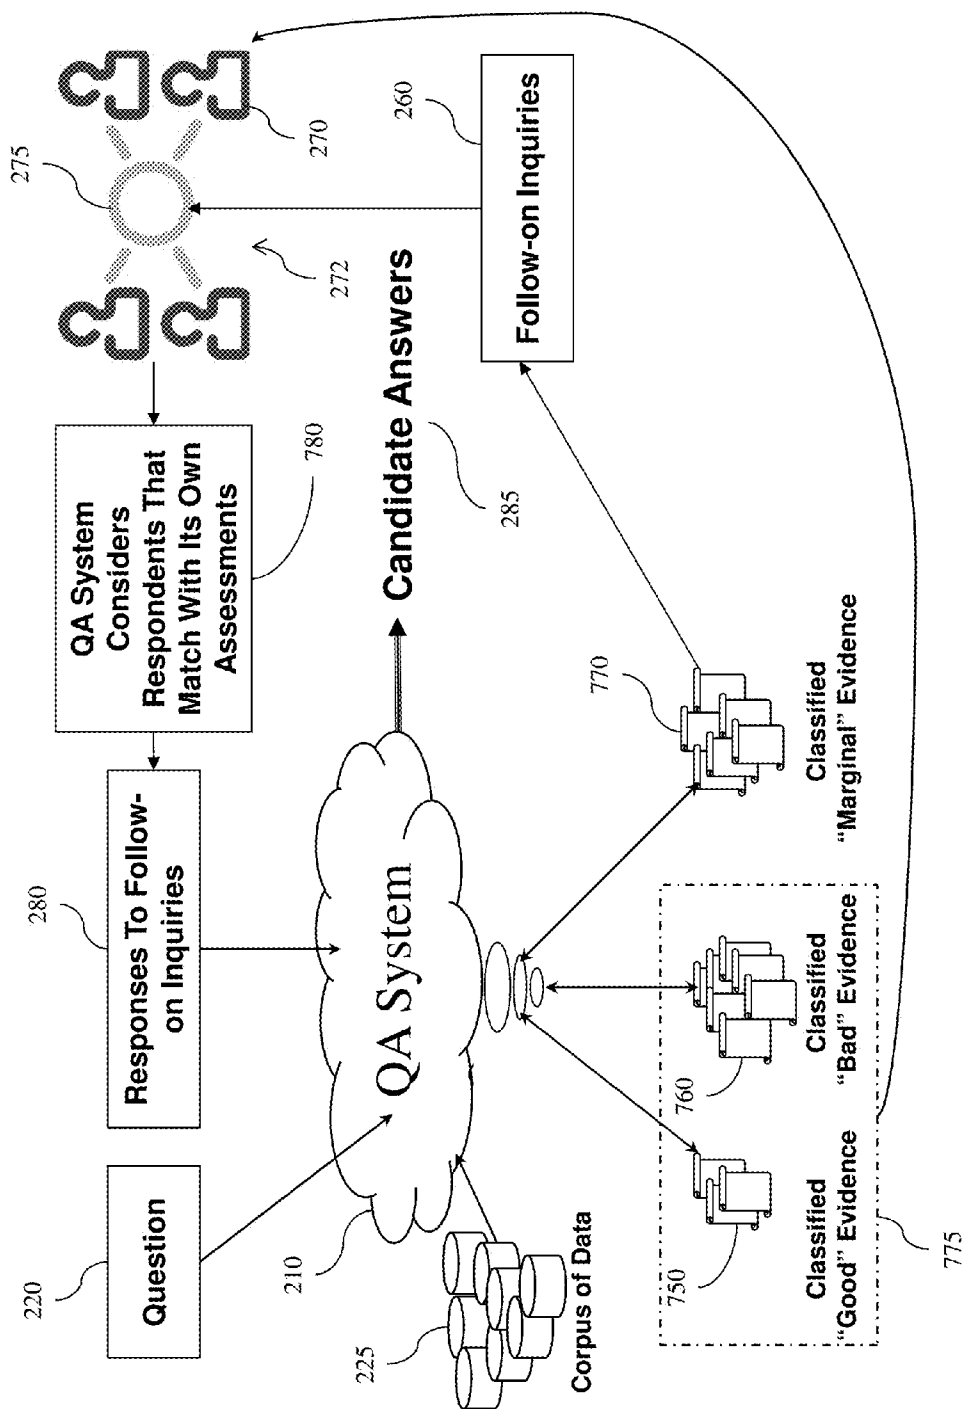 220
Question
280
Responses To Follow-
on Inquiries
QA System
Considers
Respondents That
Match With Its Own
Assessments
780
275
270
272
210
QA System
Candidate Answers
285
225
Corpus of Data
260
Follow-on Inquiries
750
Classified
"Good" Evidence
760
Classified
"Bad" Evidence
770
Classified
"Marginal" Evidence
775